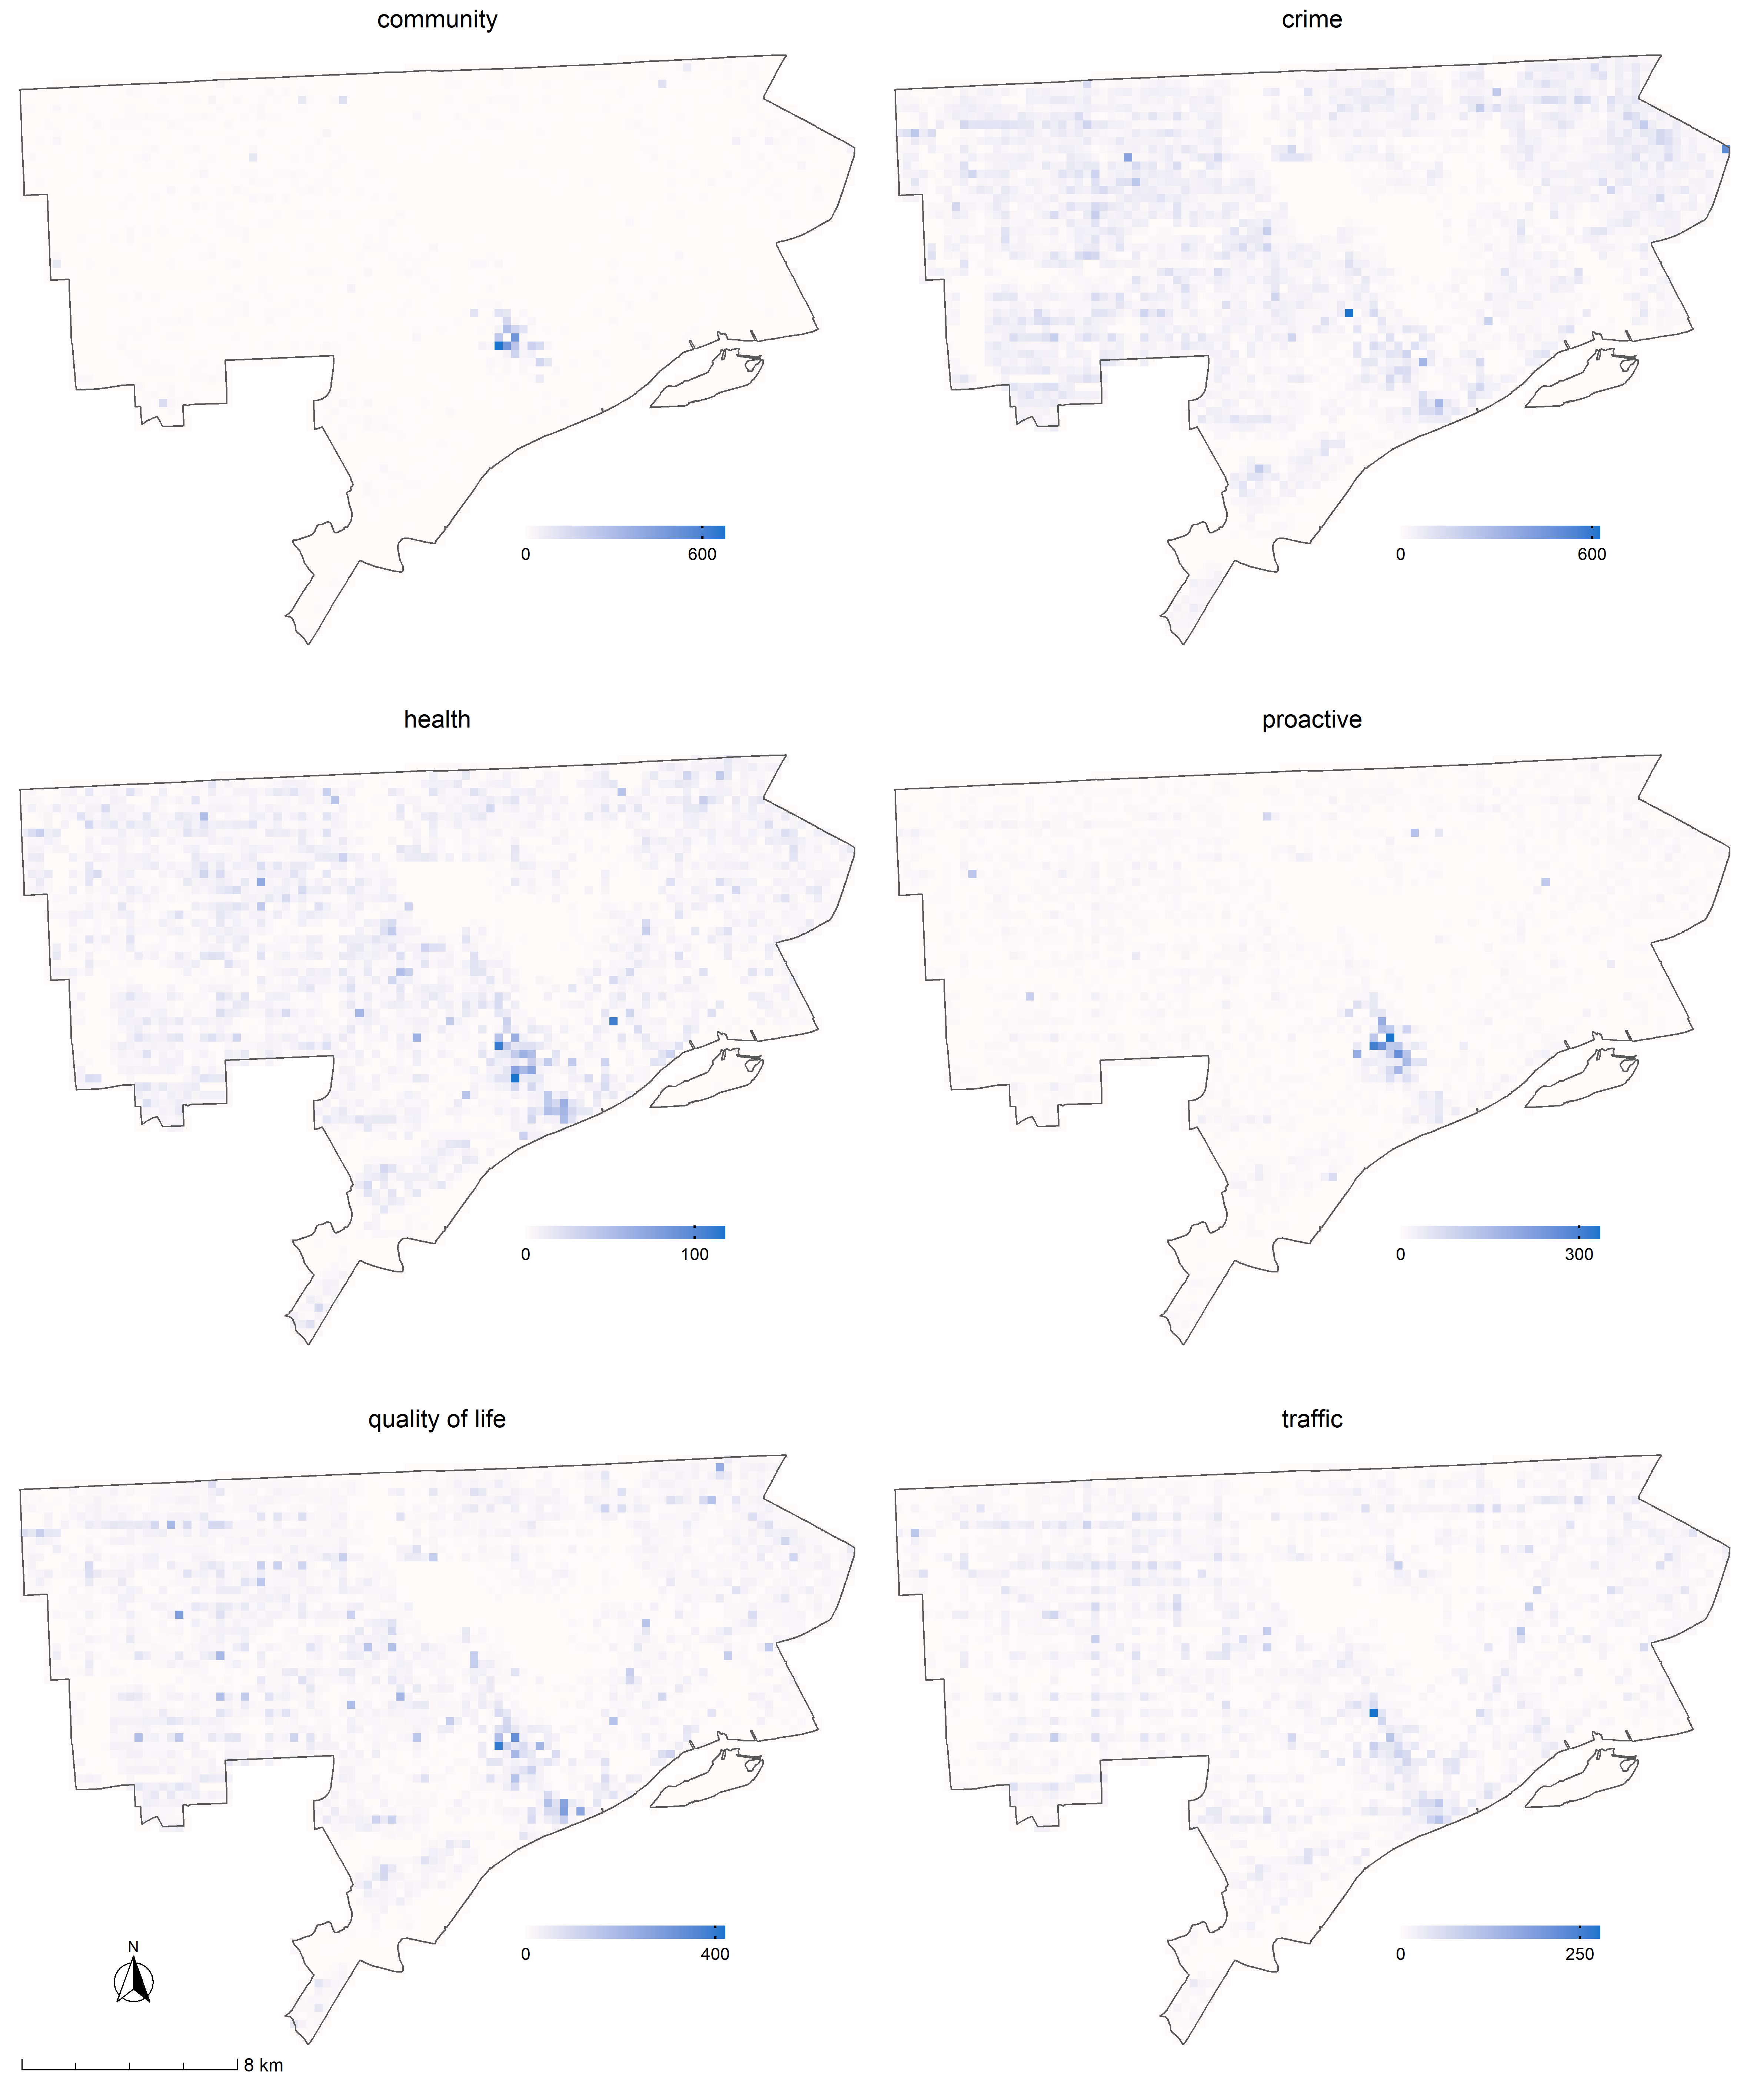 community
crime
0 600
0 600
health
proactive
0 100
0 300
quality of life
traffic
0 400
0 250
N
8 km